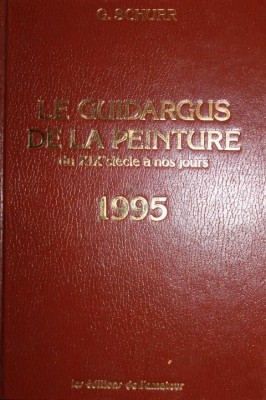 G. SCHURR
LE GUIDARGUS
DE LA PEINTURE
du XIXe siècle à nos jours
1995
les éditions de l'amateur